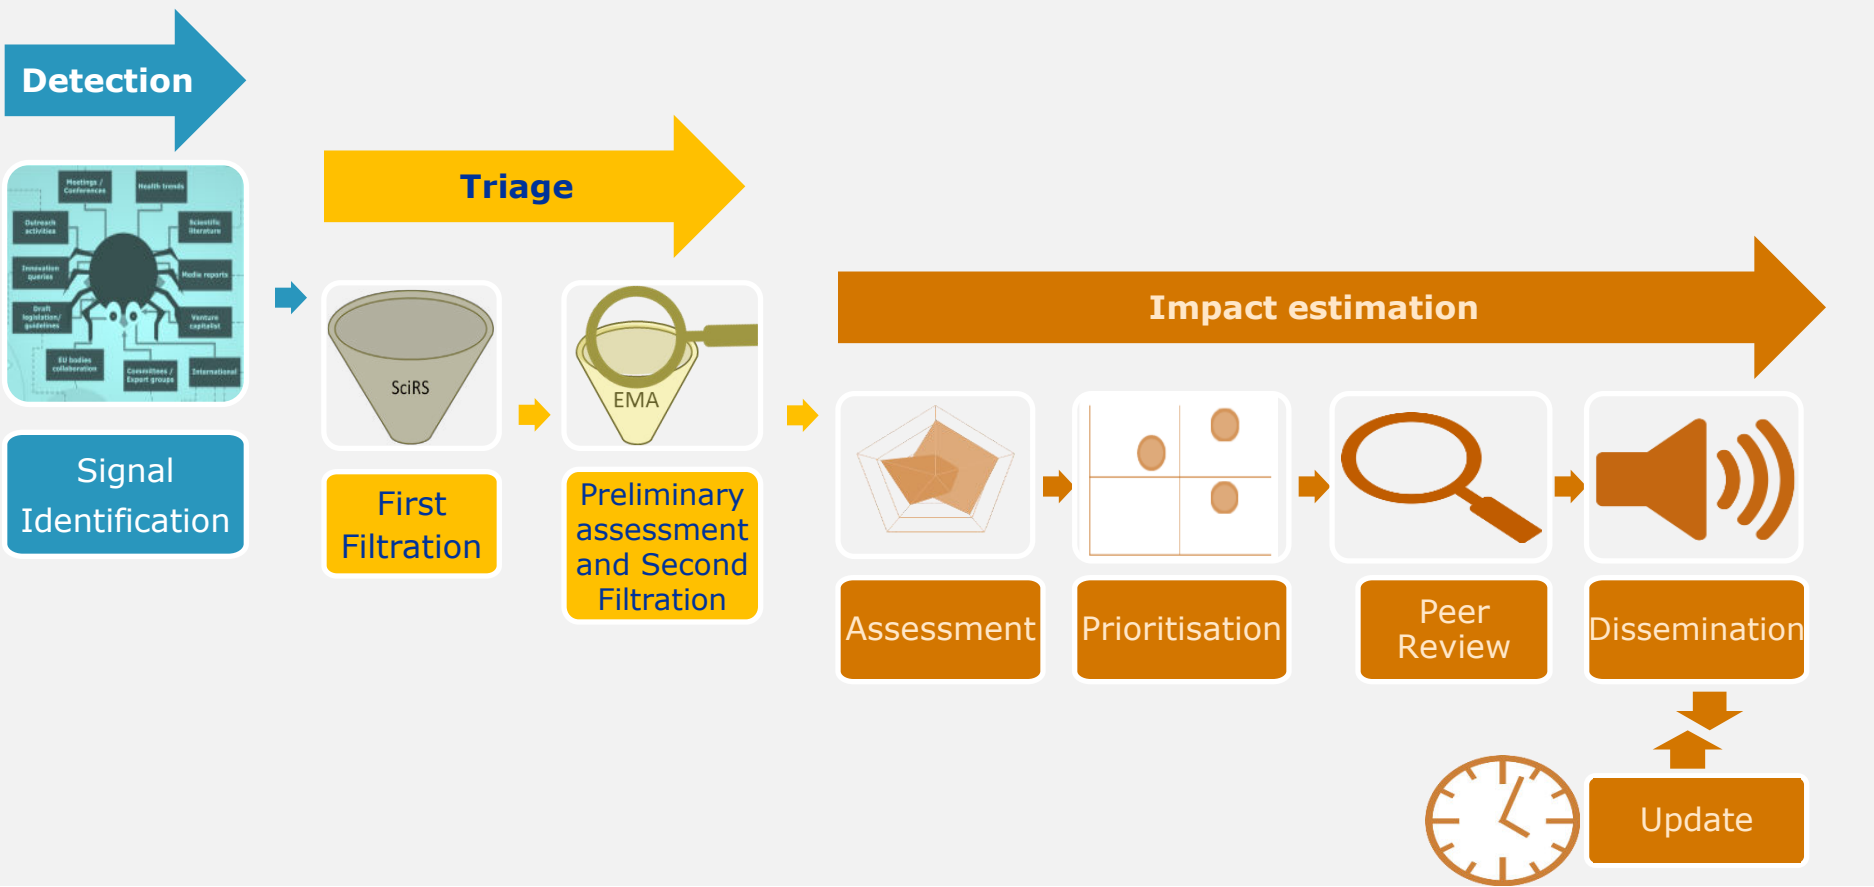 Detection
Meetings /
Conferences
Health trends
Outreach
activities
Scientific
literature
Innovation
queries
Media reports
Draft
legislation/
guidelines
Venture
capitalist
EU bodies
collaboration
Committees /
Expert groups
International
Signal
Identification
Triage
SciRS
First
Filtration
EMA
Preliminary
assessment
and Second
Filtration
Impact estimation
Assessment
Prioritisation
Peer
Review
Dissemination
Update